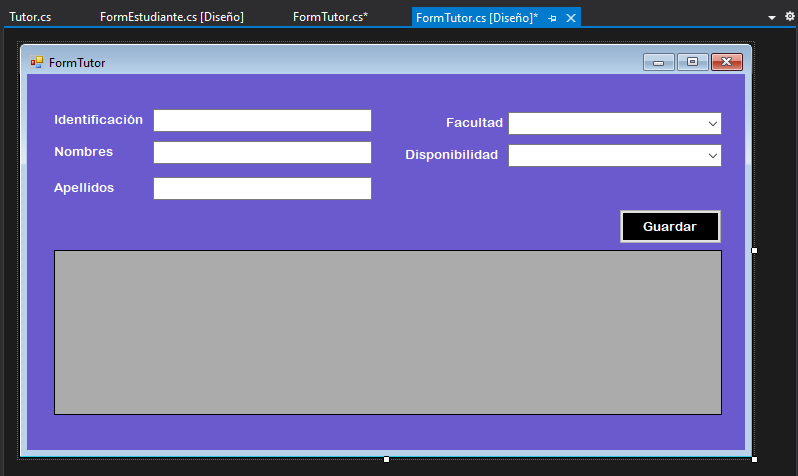 Tutor.cs FormEstudiante.cs [Diseño] FormTutor.cs* FormTutor.cs [Diseño]*
FormTutor
Identificación
Facultad
Nombres
Disponibilidad
Apellidos
Guardar